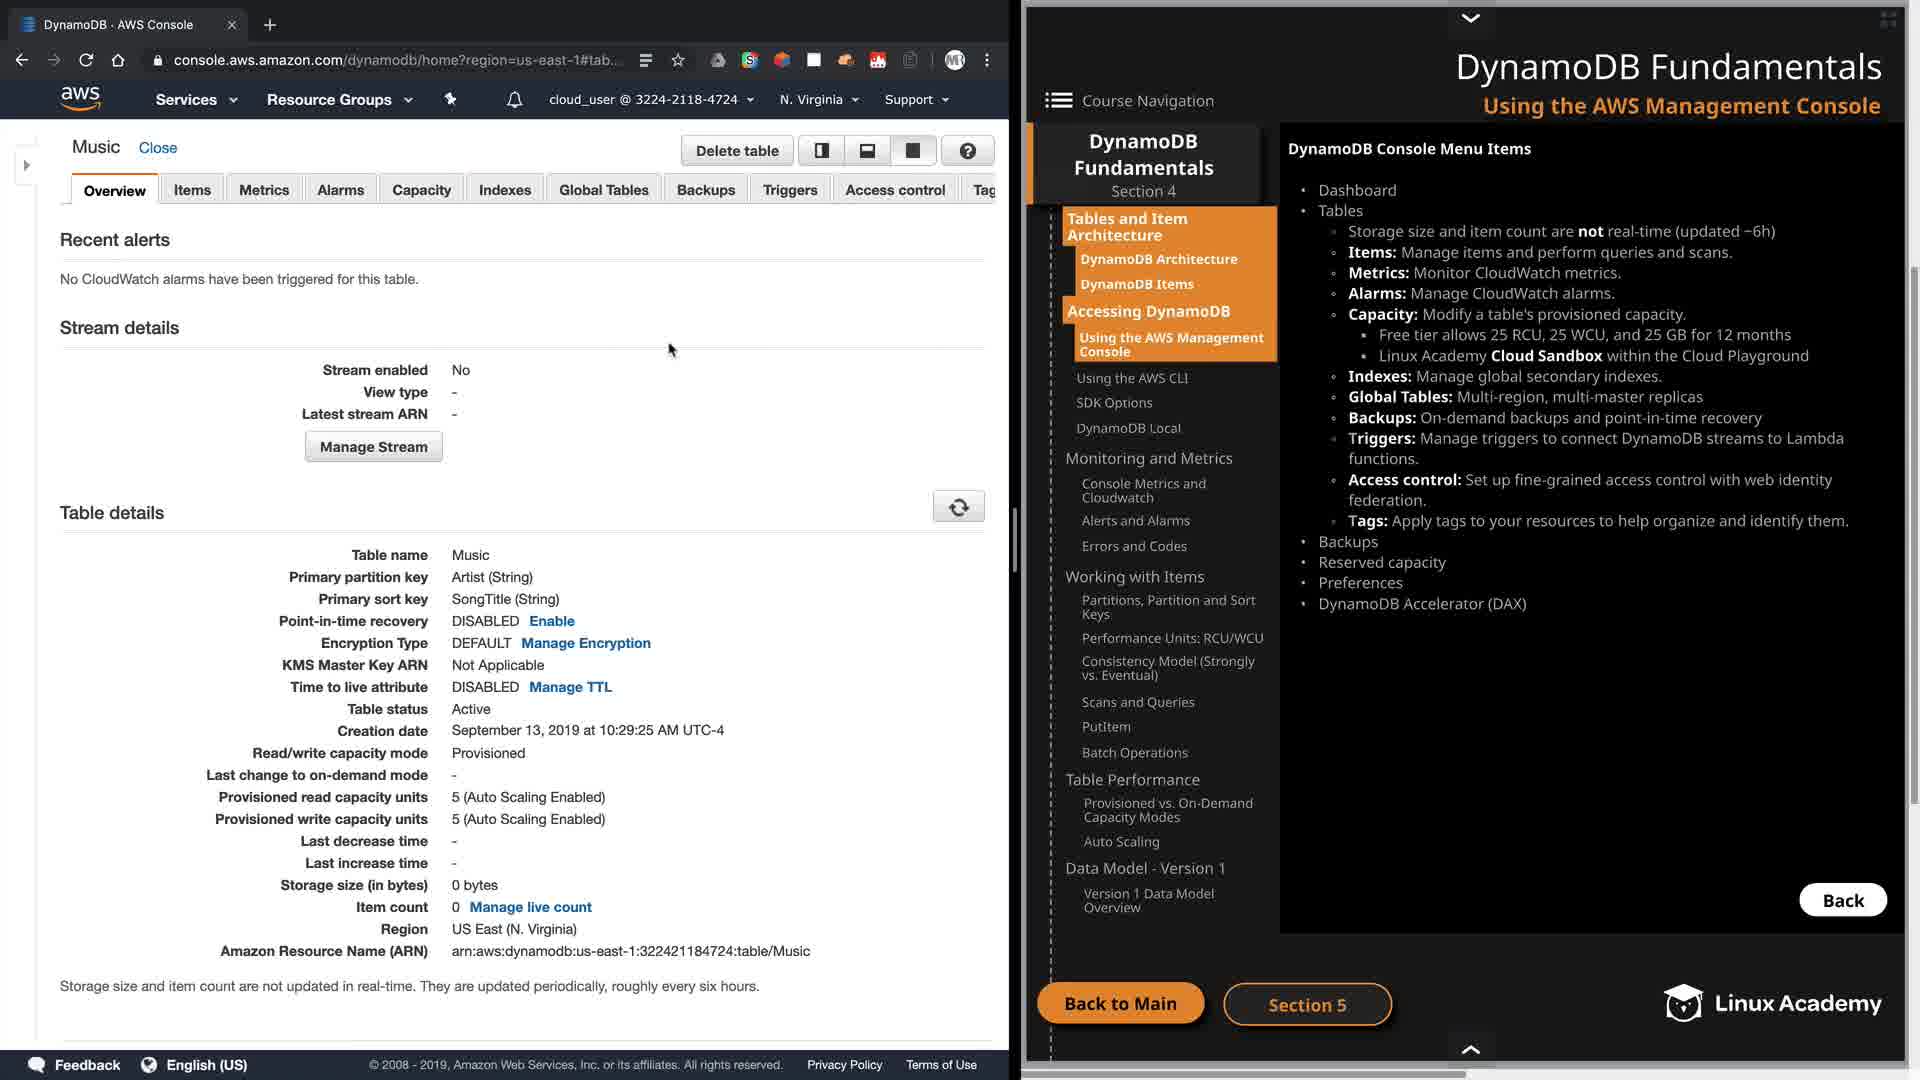 DynamoDB · AWS Console
console.aws.amazon.com/dynamodb/home?region=us-east-1#tab...
aws
Services
Resource Groups
cloud_user @ 3224-2118-4724
N. Virginia
Support
Music
Close
Delete table
Overview
Items
Metrics
Alarms
Capacity
Indexes
Global Tables
Backups
Triggers
Access control
Tag
Recent alerts
No CloudWatch alarms have been triggered for this table.
Stream details
Stream enabled No
View type -
Latest stream ARN -
Manage Stream
Table details
Table name Music
Primary partition key Artist (String)
Primary sort key SongTitle (String)
Point-in-time recovery DISABLED Enable
Encryption Type DEFAULT Manage Encryption
KMS Master Key ARN Not Applicable
Time to live attribute DISABLED Manage TTL
Table status Active
Creation date September 13, 2019 at 10:29:25 AM UTC-4
Read/write capacity mode Provisioned
Last change to on-demand mode -
Provisioned read capacity units 5 (Auto Scaling Enabled)
Provisioned write capacity units 5 (Auto Scaling Enabled)
Last decrease time -
Last increase time -
Storage size (in bytes) 0 bytes
Item count 0 Manage live count
Region US East (N. Virginia)
Amazon Resource Name (ARN) arn:aws:dynamodb:us-east-1:322421184724:table/Music
Storage size and item count are not updated in real-time. They are updated periodically, roughly every six hours.
Feedback
English (US)
© 2008 - 2019, Amazon Web Services, Inc. or its affiliates. All rights reserved.
Privacy Policy
Terms of Use
DynamoDB Fundamentals
Using the AWS Management Console
Course Navigation
DynamoDB
Fundamentals
Section 4
Tables and Item
Architecture
DynamoDB Architecture
DynamoDB Items
Accessing DynamoDB
Using the AWS Management
Console
Using the AWS CLI
SDK Options
DynamoDB Local
Monitoring and Metrics
Console Metrics and
Cloudwatch
Alerts and Alarms
Errors and Codes
Working with Items
Partitions, Partition and Sort
Keys
Performance Units: RCU/WCU
Consistency Model (Strongly
vs. Eventual)
Scans and Queries
PutItem
Batch Operations
Table Performance
Provisioned vs. On-Demand
Capacity Modes
Auto Scaling
Data Model - Version 1
Version 1 Data Model
Overview
DynamoDB Console Menu Items
• Dashboard
• Tables
◦ Storage size and item count are not real-time (updated ~6h)
◦ Items: Manage items and perform queries and scans.
◦ Metrics: Monitor CloudWatch metrics.
◦ Alarms: Manage CloudWatch alarms.
◦ Capacity: Modify a table's provisioned capacity.
▪ Free tier allows 25 RCU, 25 WCU, and 25 GB for 12 months
▪ Linux Academy Cloud Sandbox within the Cloud Playground
◦ Indexes: Manage global secondary indexes.
◦ Global Tables: Multi-region, multi-master replicas
◦ Backups: On-demand backups and point-in-time recovery
◦ Triggers: Manage triggers to connect DynamoDB streams to Lambda
functions.
◦ Access control: Set up fine-grained access control with web identity
federation.
◦ Tags: Apply tags to your resources to help organize and identify them.
• Backups
• Reserved capacity
• Preferences
• DynamoDB Accelerator (DAX)
Back
Back to Main
Section 5
Linux Academy